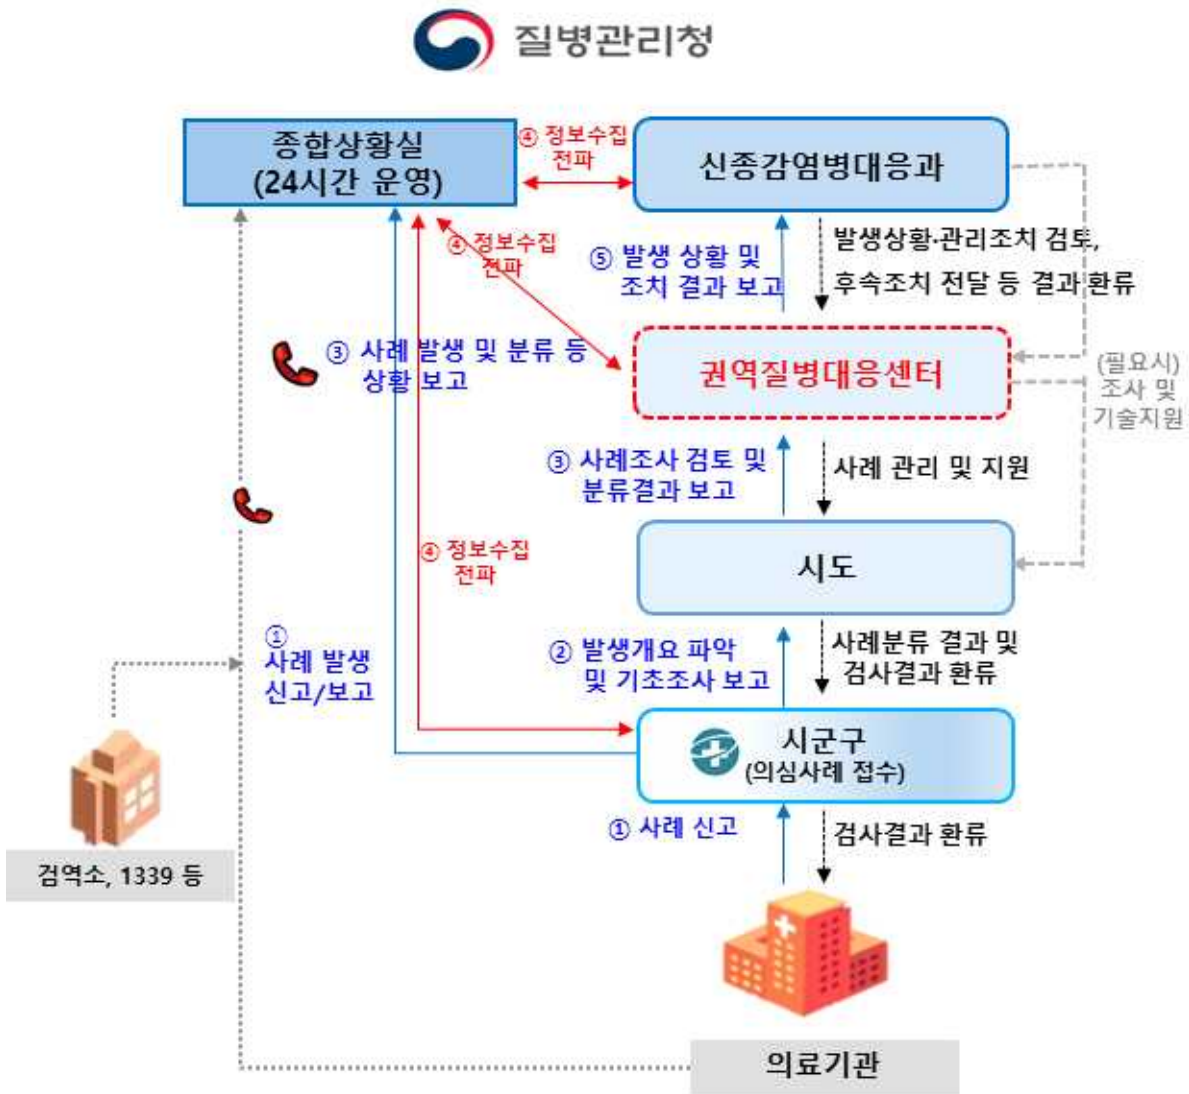 질병관리청
종합상황실
(24시간 운영)
④ 정보수집
전파
신종감염병대응과
④ 정보수집
전파
⑤ 발생 상황 및
조치 결과 보고
발생상황·관리조치 검토,
후속조치 전달 등 결과 환류
③ 사례 발생 및 분류 등
상황 보고
권역질병대응센터
(필요시)
조사 및
기술지원
③ 사례조사 검토 및
분류결과 보고
사례 관리 및 지원
④ 정보수집
전파
시도
①
사례 발생
신고/보고
② 발생개요 파악
및 기초조사 보고
사례분류 결과 및
검사결과 환류
시군구
(의심사례 접수)
① 사례 신고
검사결과 환류
검역소, 1339 등
의료기관